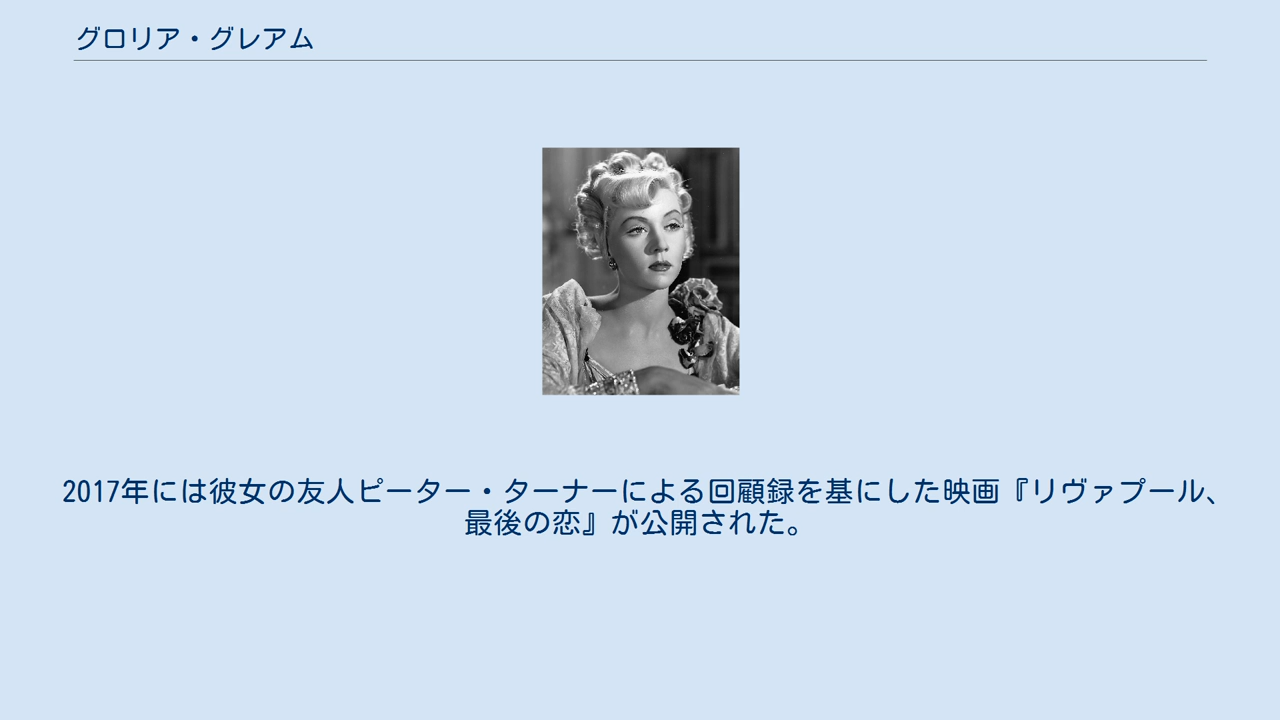 グロリア・グレアム
2017年には彼女の友人ピーター・ターナーによる回顧録を基にした映画『リヴァプール、
最後の恋』が公開された。